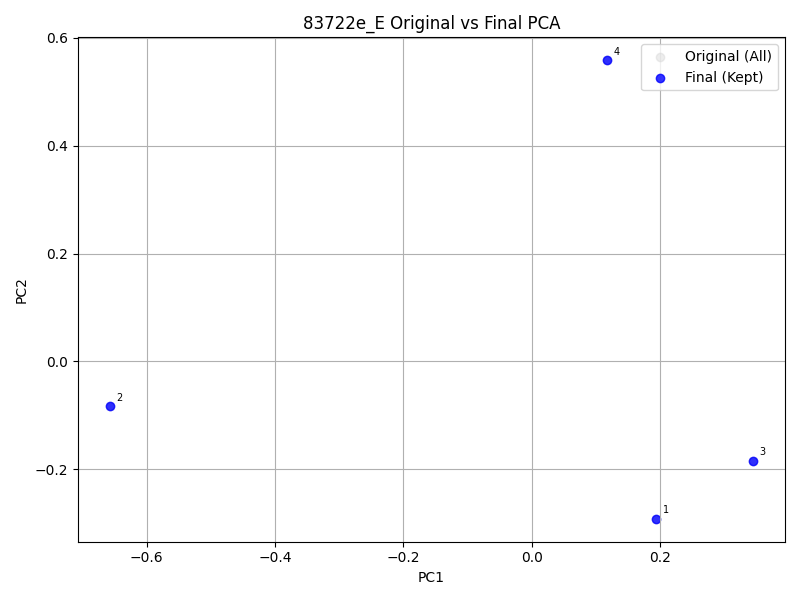 83722e_E Original vs Final PCA
Original (All)
Final (Kept)
4
2
3
1
0.6
0.4
0.2
0.0
−0.2
PC2
−0.6
−0.4
−0.2
0.0
0.2
PC1